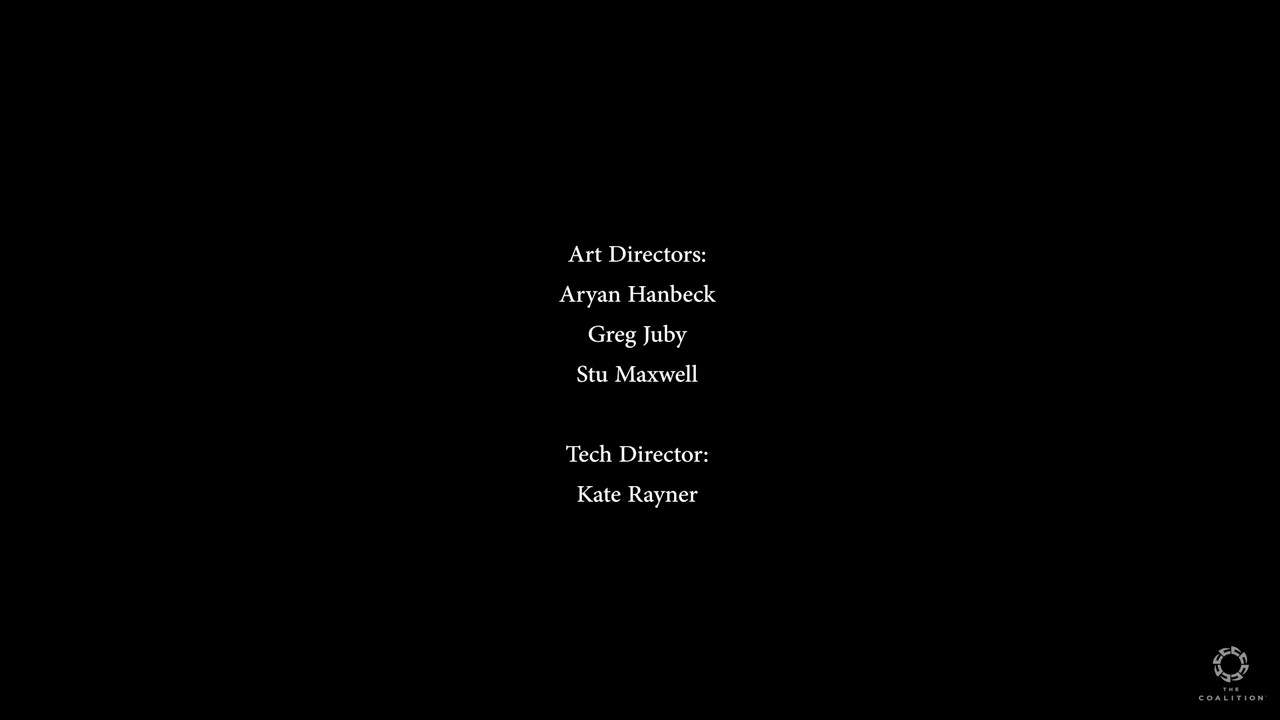 Art Directors:
Aryan Hanbeck
Greg Juby
Stu Maxwell
Tech Director:
Kate Rayner
THE
COALITION